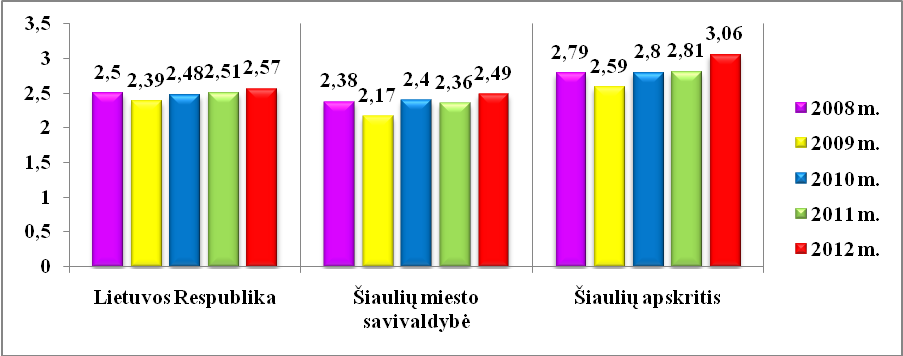 3,5
3
2,5
2
1,5
1
0,5
0
2,5 2,39 2,48 2,51 2,57
2,38 2,17 2,4 2,36 2,49
2,79 2,59 2,8 2,81 3,06
Lietuvos Respublika
Šiaulių miesto
savivaldybė
Šiaulių apskritis
2008 m.
2009 m.
2010 m.
2011 m.
2012 m.